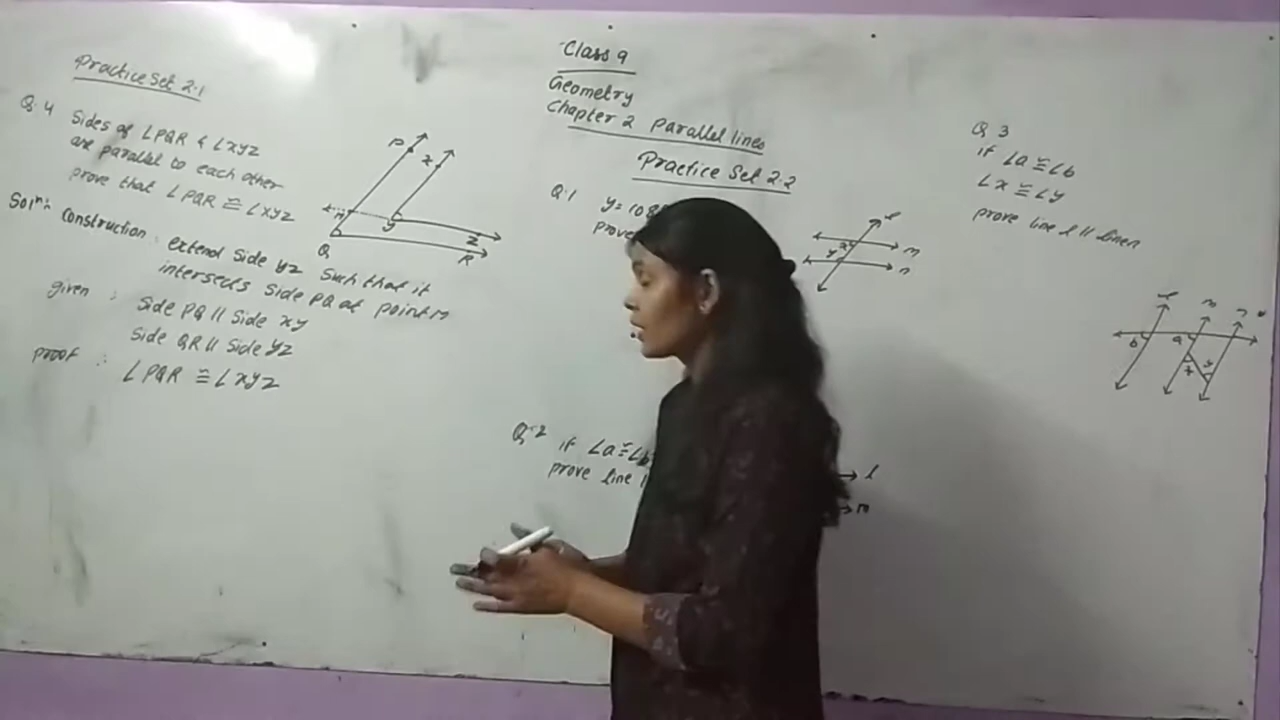 Practice Set 2.1
Q.4 Sides of ∠PQR & ∠xyz
are parallel to each other
prove that ∠PQR ≅ ∠xyz
Solⁿ: Construction: extend Side yz Such that it
intersects Side PQ at point M
given : Side PQ || Side xy
Side QR || Side yz
proof : ∠PQR ≅ ∠xyz
P
x
M
y
z
Q
R
Class 9
Geometry
Chapter 2 Parallel lines
Practice Set 2.2
Q.1 y = 108
prove
l
x
m
y
n
Q.2 if ∠a ≅ ∠b
prove line l
l
m
Q 3
if ∠a ≅ ∠b
∠x ≅ ∠y
prove line l || line n
l
m
n
b
a
x
y